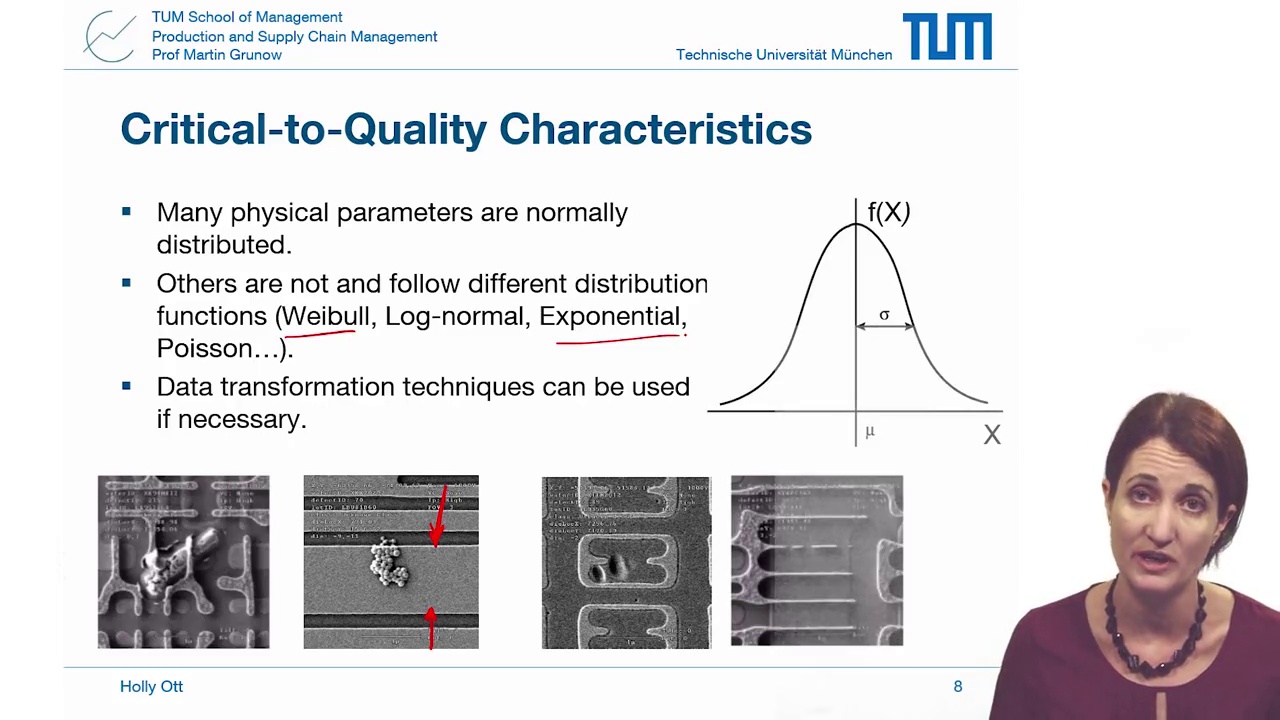 TUM School of Management
Production and Supply Chain Management
Prof Martin Grunow
Technische Universität München
TUM
Critical-to-Quality Characteristics
Many physical parameters are normally
distributed.
Others are not and follow different distribution
functions (Weibull, Log-normal, Exponential,
Poisson…).
Data transformation techniques can be used
if necessary.
f(X)
σ
μ
X
Holly Ott
8